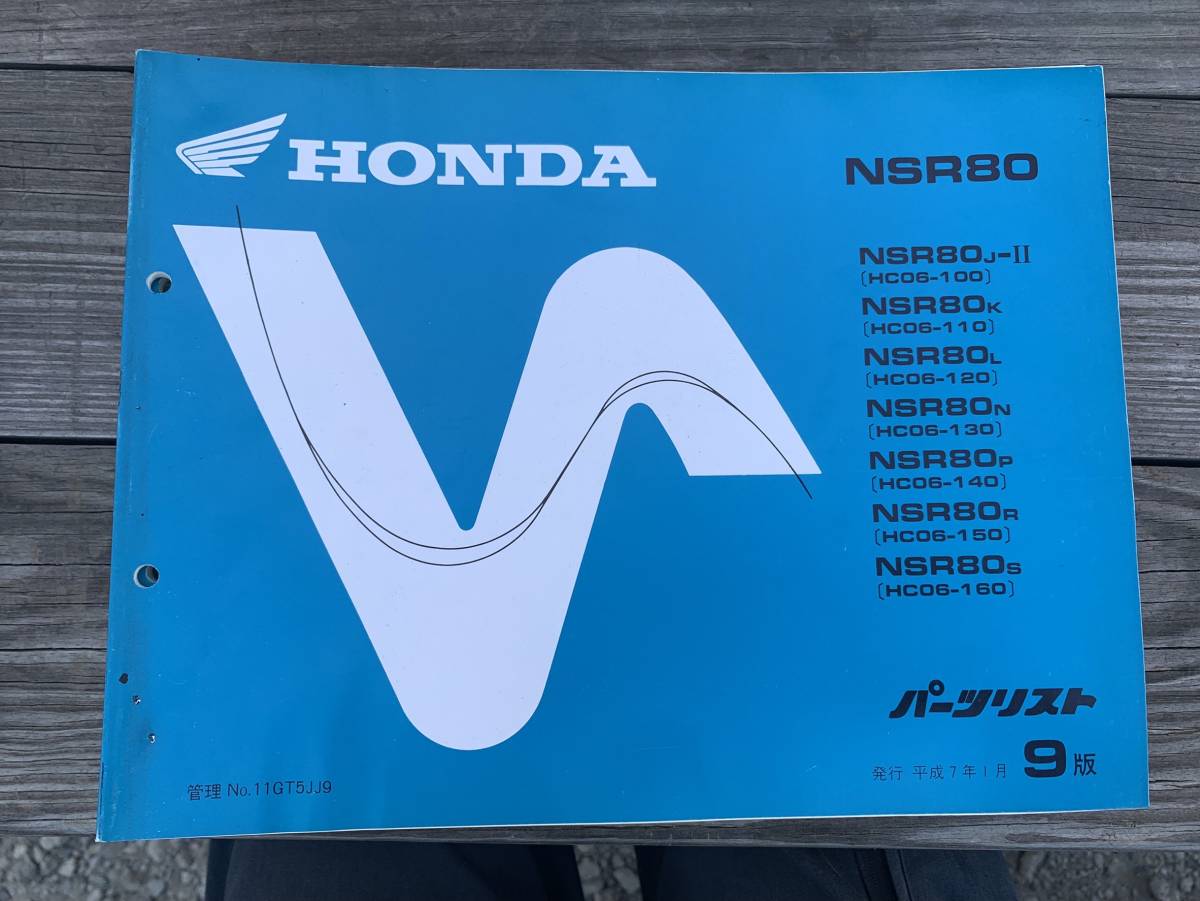 HONDA
NSR80
NSR80J-II
〔HC06-100〕
NSR80K
〔HC06-110〕
NSR80L
〔HC06-120〕
NSR80N
〔HC06-130〕
NSR80P
〔HC06-140〕
NSR80R
〔HC06-150〕
NSR80S
〔HC06-160〕
パーツリスト
発行 平成7年1月 9版
管理 No.11GT5JJ9